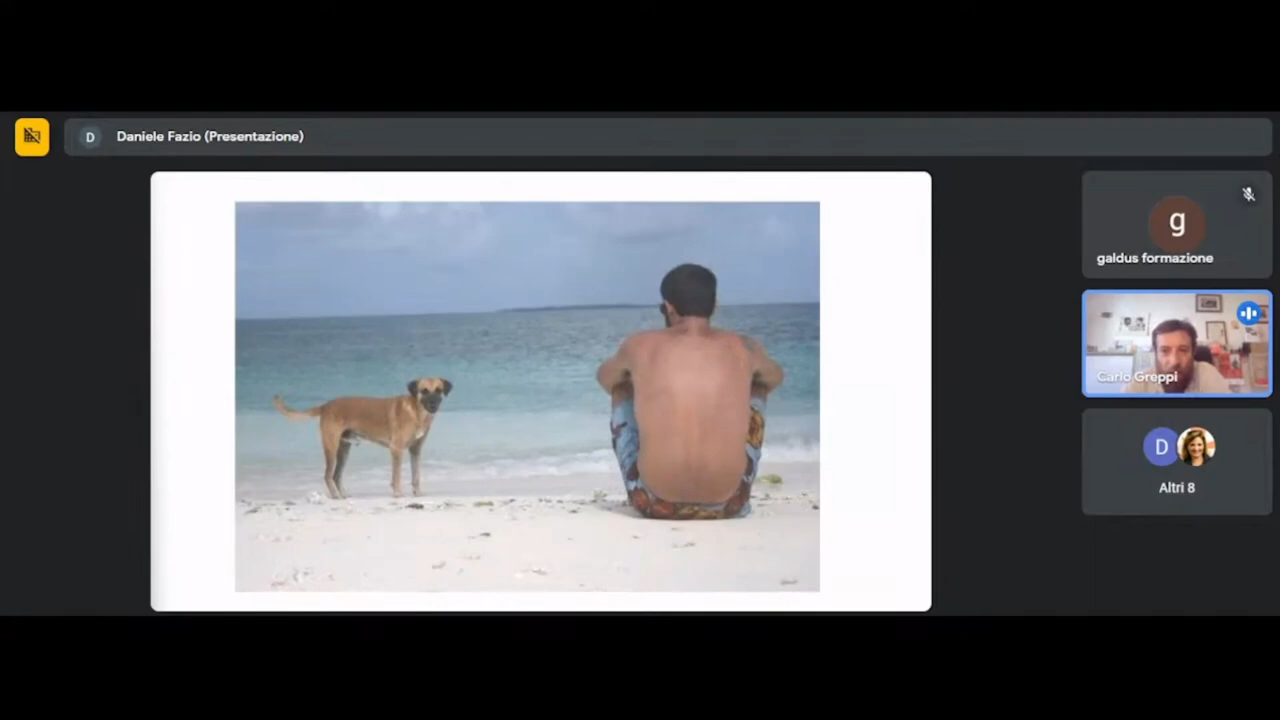 D Daniele Fazio (Presentazione)
g
galdus formazione
Carlo Greppi
D
Altri 8